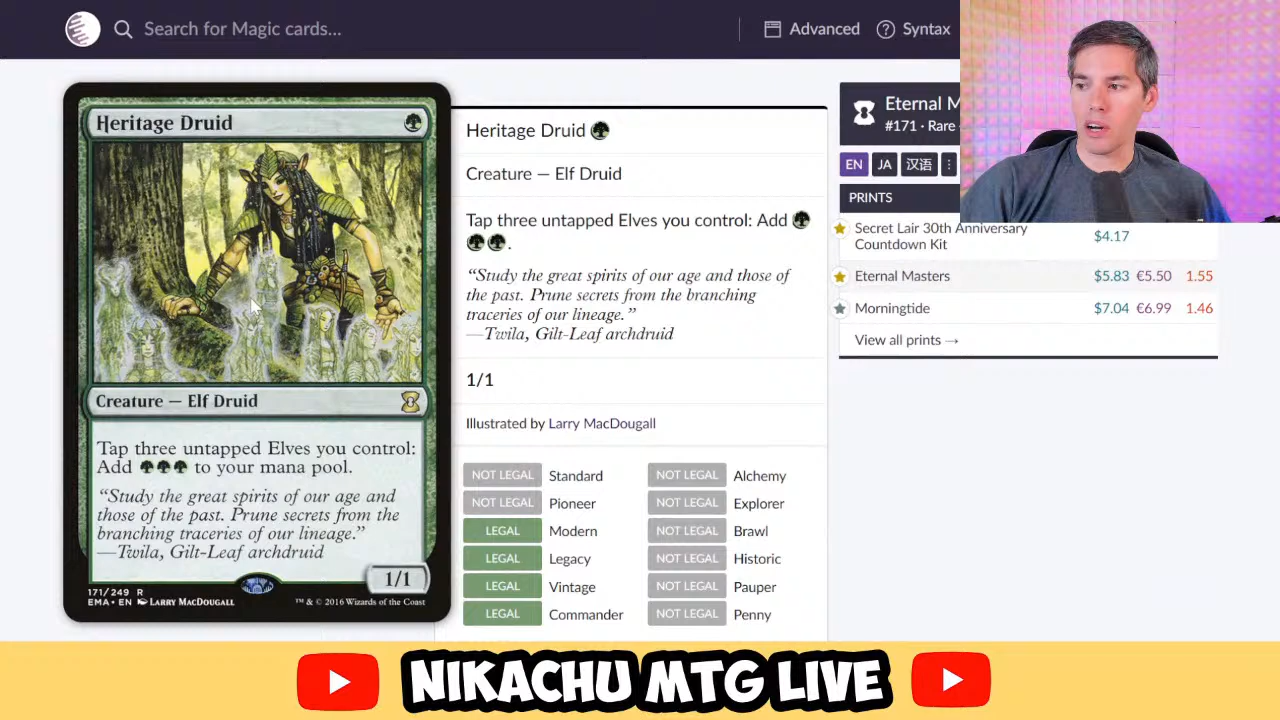 Search for Magic cards...
Advanced
Syntax
Heritage Druid
Creature — Elf Druid
Tap three untapped Elves you control:
Add to your mana pool.
“Study the great spirits of our age and
those of the past. Prune secrets from the
branching traceries of our lineage.”
—Twila, Gilt-Leaf archdruid
1/1
171/249 R
EMA • EN LARRY MACDOUGALL
™ & © 2016 Wizards of the Coast
Heritage Druid
Creature — Elf Druid
Tap three untapped Elves you control: Add
.
“Study the great spirits of our age and those of
the past. Prune secrets from the branching
traceries of our lineage.”
—Twila, Gilt-Leaf archdruid
1/1
Illustrated by Larry MacDougall
NOT LEGAL Standard NOT LEGAL Alchemy
NOT LEGAL Pioneer NOT LEGAL Explorer
LEGAL Modern NOT LEGAL Brawl
LEGAL Legacy NOT LEGAL Historic
LEGAL Vintage NOT LEGAL Pauper
LEGAL Commander NOT LEGAL Penny
Eternal M
#171 · Rare
EN JA 汉语
PRINTS
Secret Lair 30th Anniversary
Countdown Kit $4.17
Eternal Masters $5.83 €5.50 1.55
Morningtide $7.04 €6.99 1.46
View all prints →
NIKACHU MTG LIVE